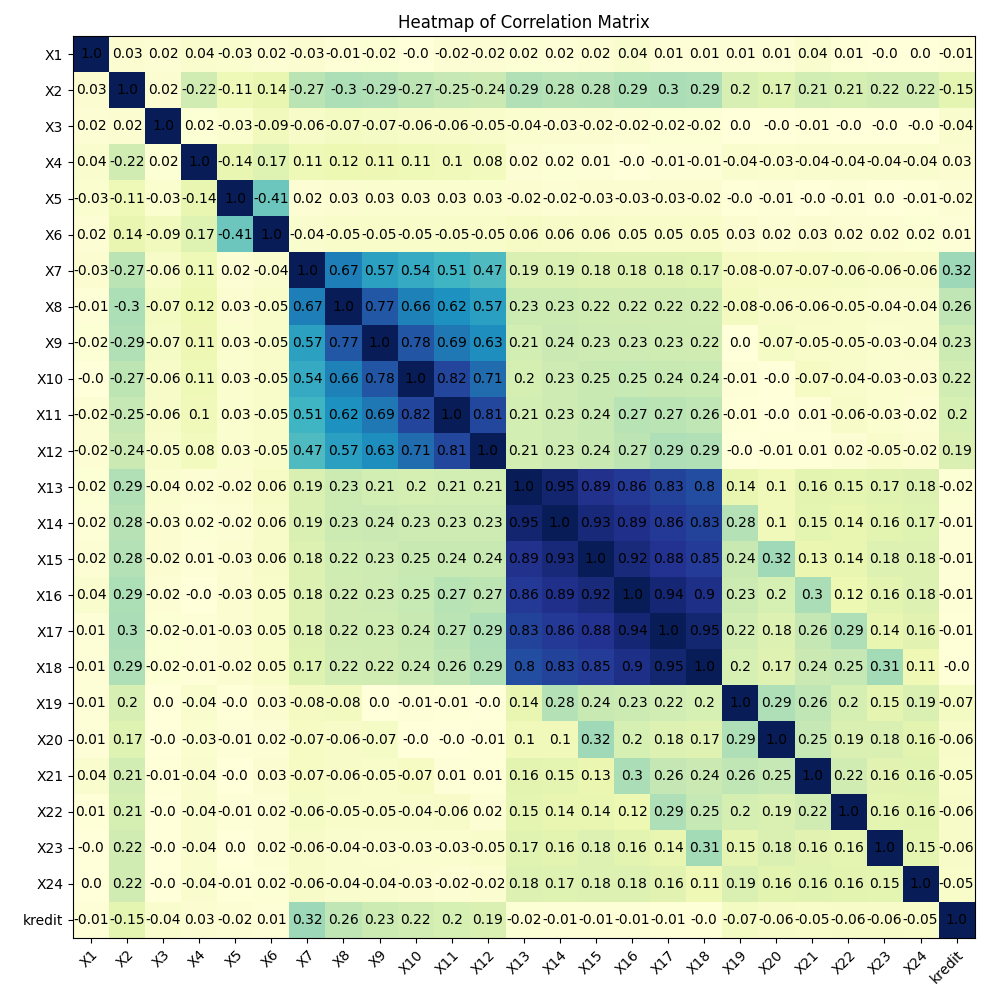 Heatmap of Correlation Matrix
X1 1.0 0.03 0.02 0.04 -0.03 0.02 -0.03 -0.01 -0.02 -0.0 -0.02 -0.02 0.02 0.02 0.02 0.04 0.01 0.01 0.01 0.01 0.04 0.01 -0.0 0.0 -0.01
X2 0.03 1.0 0.02 -0.22 -0.11 0.14 -0.27 -0.3 -0.29 -0.27 -0.25 -0.24 0.29 0.28 0.28 0.29 0.3 0.29 0.2 0.17 0.21 0.21 0.22 0.22 -0.15
X3 0.02 0.02 1.0 0.02 -0.03 -0.09 -0.06 -0.07 -0.07 -0.06 -0.06 -0.05 -0.04 -0.03 -0.02 -0.02 -0.02 -0.02 0.0 -0.0 -0.01 -0.0 -0.0 -0.0 -0.04
X4 0.04 -0.22 0.02 1.0 -0.14 0.17 0.11 0.12 0.11 0.11 0.1 0.08 0.02 0.02 0.01 -0.0 -0.01 -0.01 -0.04 -0.03 -0.04 -0.04 -0.04 -0.04 0.03
X5 -0.03 -0.11 -0.03 -0.14 1.0 -0.41 0.02 0.03 0.03 0.03 0.03 0.03 -0.02 -0.02 -0.03 -0.03 -0.03 -0.02 -0.0 -0.01 -0.0 -0.01 0.0 -0.01 -0.02
X6 0.02 0.14 -0.09 0.17 -0.41 1.0 -0.04 -0.05 -0.05 -0.05 -0.05 -0.05 0.06 0.06 0.06 0.05 0.05 0.05 0.03 0.02 0.03 0.02 0.02 0.02 0.01
X7 -0.03 -0.27 -0.06 0.11 0.02 -0.04 1.0 0.67 0.57 0.54 0.51 0.47 0.19 0.19 0.18 0.18 0.18 0.17 -0.08 -0.07 -0.07 -0.06 -0.06 -0.06 0.32
X8 -0.01 -0.3 -0.07 0.12 0.03 -0.05 0.67 1.0 0.77 0.66 0.62 0.57 0.23 0.23 0.22 0.22 0.22 0.22 -0.08 -0.06 -0.06 -0.05 -0.04 -0.04 0.26
X9 -0.02 -0.29 -0.07 0.11 0.03 -0.05 0.57 0.77 1.0 0.78 0.69 0.63 0.21 0.24 0.23 0.23 0.23 0.22 0.0 -0.07 -0.05 -0.05 -0.03 -0.04 0.23
X10 -0.0 -0.27 -0.06 0.11 0.03 -0.05 0.54 0.66 0.78 1.0 0.82 0.71 0.2 0.23 0.25 0.25 0.24 0.24 -0.01 -0.0 -0.07 -0.04 -0.03 -0.03 0.22
X11 -0.02 -0.25 -0.06 0.1 0.03 -0.05 0.51 0.62 0.69 0.82 1.0 0.81 0.21 0.23 0.24 0.27 0.27 0.26 -0.01 -0.0 0.01 -0.06 -0.03 -0.02 0.2
X12 -0.02 -0.24 -0.05 0.08 0.03 -0.05 0.47 0.57 0.63 0.71 0.81 1.0 0.21 0.23 0.24 0.27 0.29 0.29 -0.0 -0.01 0.01 0.02 -0.05 -0.02 0.19
X13 0.02 0.29 -0.04 0.02 -0.02 0.06 0.19 0.23 0.21 0.2 0.21 0.21 1.0 0.95 0.89 0.86 0.83 0.8 0.14 0.1 0.16 0.15 0.17 0.18 -0.02
X14 0.02 0.28 -0.03 0.02 -0.02 0.06 0.19 0.23 0.24 0.23 0.23 0.23 0.95 1.0 0.93 0.89 0.86 0.83 0.28 0.1 0.15 0.14 0.16 0.17 -0.01
X15 0.02 0.28 -0.02 0.01 -0.03 0.06 0.18 0.22 0.23 0.25 0.24 0.24 0.89 0.93 1.0 0.92 0.88 0.85 0.24 0.32 0.13 0.14 0.18 0.18 -0.01
X16 0.04 0.29 -0.02 -0.0 -0.03 0.05 0.18 0.22 0.23 0.25 0.27 0.27 0.86 0.89 0.92 1.0 0.94 0.9 0.23 0.2 0.3 0.12 0.16 0.18 -0.01
X17 0.01 0.3 -0.02 -0.01 -0.03 0.05 0.18 0.22 0.23 0.24 0.27 0.29 0.83 0.86 0.88 0.94 1.0 0.95 0.22 0.18 0.26 0.29 0.14 0.16 -0.01
X18 0.01 0.29 -0.02 -0.01 -0.02 0.05 0.17 0.22 0.22 0.24 0.26 0.29 0.8 0.83 0.85 0.9 0.95 1.0 0.2 0.17 0.24 0.25 0.31 0.11 -0.0
X19 0.01 0.2 0.0 -0.04 -0.0 0.03 -0.08 -0.08 0.0 -0.01 -0.01 -0.0 0.14 0.28 0.24 0.23 0.22 0.2 1.0 0.29 0.26 0.2 0.15 0.19 -0.07
X20 0.01 0.17 -0.0 -0.03 -0.01 0.02 -0.07 -0.06 -0.07 -0.0 -0.0 -0.01 0.1 0.1 0.32 0.2 0.18 0.17 0.29 1.0 0.25 0.19 0.18 0.16 -0.06
X21 0.04 0.21 -0.01 -0.04 -0.0 0.03 -0.07 -0.06 -0.05 -0.07 0.01 0.01 0.16 0.15 0.13 0.3 0.26 0.24 0.26 0.25 1.0 0.22 0.16 0.16 -0.05
X22 0.01 0.21 -0.0 -0.04 -0.01 0.02 -0.06 -0.05 -0.05 -0.04 -0.06 0.02 0.15 0.14 0.14 0.12 0.29 0.25 0.2 0.19 0.22 1.0 0.16 0.16 -0.06
X23 -0.0 0.22 -0.0 -0.04 0.0 0.02 -0.06 -0.04 -0.03 -0.03 -0.03 -0.05 0.17 0.16 0.18 0.16 0.14 0.31 0.15 0.18 0.16 0.16 1.0 0.15 -0.06
X24 0.0 0.22 -0.0 -0.04 -0.01 0.02 -0.06 -0.04 -0.04 -0.03 -0.02 -0.02 0.18 0.17 0.18 0.18 0.16 0.11 0.19 0.16 0.16 0.16 0.15 1.0 -0.05
kredit -0.01 -0.15 -0.04 0.03 -0.02 0.01 0.32 0.26 0.23 0.22 0.2 0.19 -0.02 -0.01 -0.01 -0.01 -0.01 -0.0 -0.07 -0.06 -0.05 -0.06 -0.06 -0.05 1.0
X1 X2 X3 X4 X5 X6 X7 X8 X9 X10 X11 X12 X13 X14 X15 X16 X17 X18 X19 X20 X21 X22 X23 X24 kredit